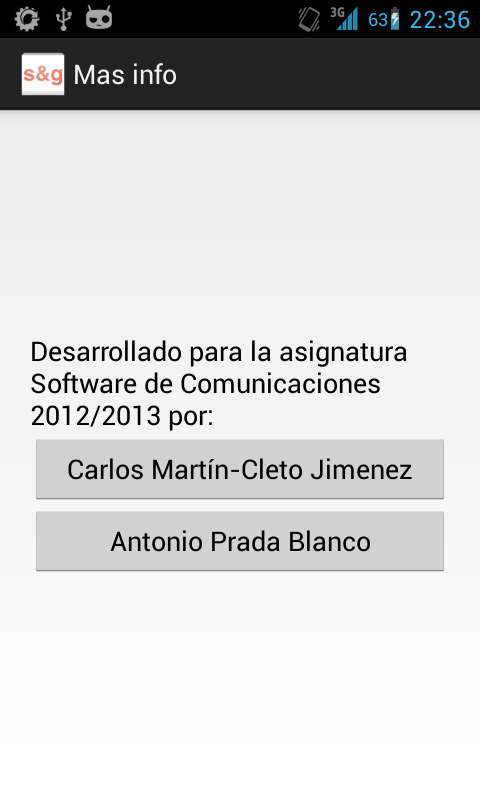 3G 63 22:36
s&g Mas info
Desarrollado para la asignatura
Software de Comunicaciones
2012/2013 por:
Carlos Martín-Cleto Jimenez
Antonio Prada Blanco